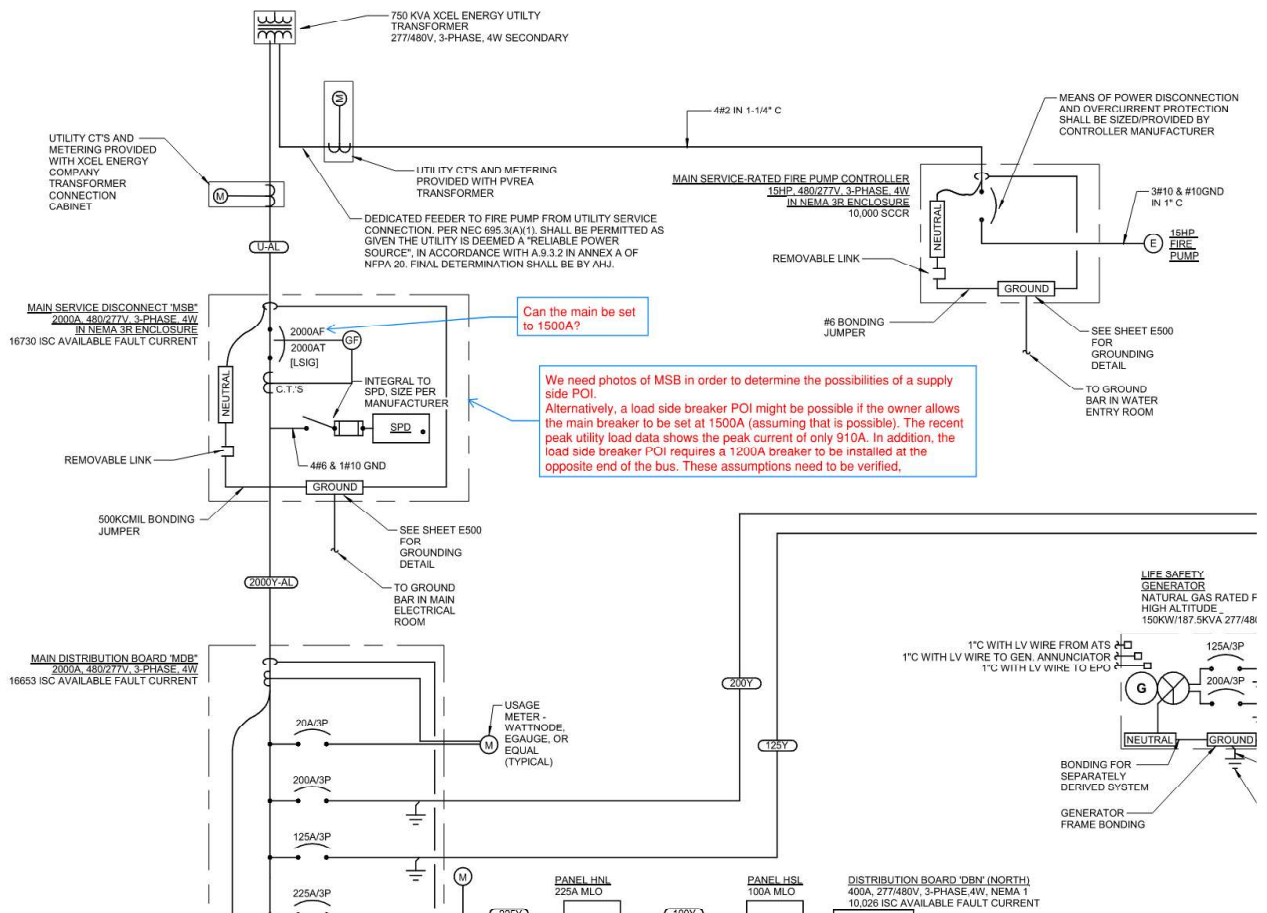 750 KVA XCEL ENERGY UTILTY
TRANSFORMER
277/480V, 3-PHASE, 4W SECONDARY
M
4#2 IN 1-1/4" C
MEANS OF POWER DISCONNECTION
AND OVERCURRENT PROTECTION
SHALL BE SIZED/PROVIDED BY
CONTROLLER MANUFACTURER
UTILITY CT'S AND
METERING PROVIDED
WITH XCEL ENERGY
COMPANY
TRANSFORMER
CONNECTION
CABINET
M
UTILITY CT'S AND METERING
PROVIDED WITH PVREA
TRANSFORMER
MAIN SERVICE-RATED FIRE PUMP CONTROLLER
15HP, 480/277V, 3-PHASE, 4W
IN NEMA 3R ENCLOSURE
10,000 SCCR
3#10 & #10GND
IN 1" C
NEUTRAL
E
15HP
FIRE
PUMP
DEDICATED FEEDER TO FIRE PUMP FROM UTILITY SERVICE
CONNECTION. PER NEC 695.3(A)(1). SHALL BE PERMITTED AS
GIVEN THE UTILITY IS DEEMED A "RELIABLE POWER
SOURCE", IN ACCORDANCE WITH A.9.3.2 IN ANNEX A OF
NFPA 20. FINAL DETERMINATION SHALL BE BY AHJ.
U-AL
REMOVABLE LINK
GROUND
#6 BONDING
JUMPER
SEE SHEET E500
FOR
GROUNDING
DETAIL
TO GROUND
BAR IN WATER
ENTRY ROOM
MAIN SERVICE DISCONNECT 'MSB"
2000A, 480/277V, 3-PHASE, 4W
IN NEMA 3R ENCLOSURE
16730 ISC AVAILABLE FAULT CURRENT
2000AF
2000AT
[LSIG]
GF
Can the main be set
to 1500A?
NEUTRAL
C.T.'S
INTEGRAL TO
SPD, SIZE PER
MANUFACTURER
SPD
We need photos of MSB in order to determine the possibilities of a supply
side POI.
Alternatively, a load side breaker POI might be possible if the owner allows
the main breaker to be set at 1500A (assuming that is possible). The recent
peak utility load data shows the peak current of only 910A. In addition, the
load side breaker POI requires a 1200A breaker to be installed at the
opposite end of the bus. These assumptions need to be verified,
REMOVABLE LINK
4#6 & 1#10 GND
GROUND
500KCMIL BONDING
JUMPER
SEE SHEET E500
FOR
GROUNDING
DETAIL
2000Y-AL
TO GROUND
BAR IN MAIN
ELECTRICAL
ROOM
LIFE SAFETY
GENERATOR
NATURAL GAS RATED F
HIGH ALTITUDE
150KW/187.5KVA 277/48
1"C WITH LV WIRE FROM ATS
1"C WITH LV WIRE TO GEN. ANNUNCIATOR
1"C WITH LV WIRE TO EPO
125A/3P
200A/3P
G
NEUTRAL
GROUND
BONDING FOR
SEPARATELY
DERIVED SYSTEM
GENERATOR
FRAME BONDING
MAIN DISTRIBUTION BOARD 'MDB"
2000A, 480/277V, 3-PHASE, 4W
16653 ISC AVAILABLE FAULT CURRENT
200Y
125Y
20A/3P
M
USAGE
METER -
WATTNODE,
EGAUGE, OR
EQUAL
(TYPICAL)
200A/3P
125A/3P
225A/3P
M
PANEL HNL
225A MLO
PANEL HSL
100A MLO
DISTRIBUTION BOARD 'DBN' (NORTH)
400A, 277/480V, 3-PHASE,4W, NEMA 1
10,026 ISC AVAILABLE FAULT CURRENT
225Y
100Y